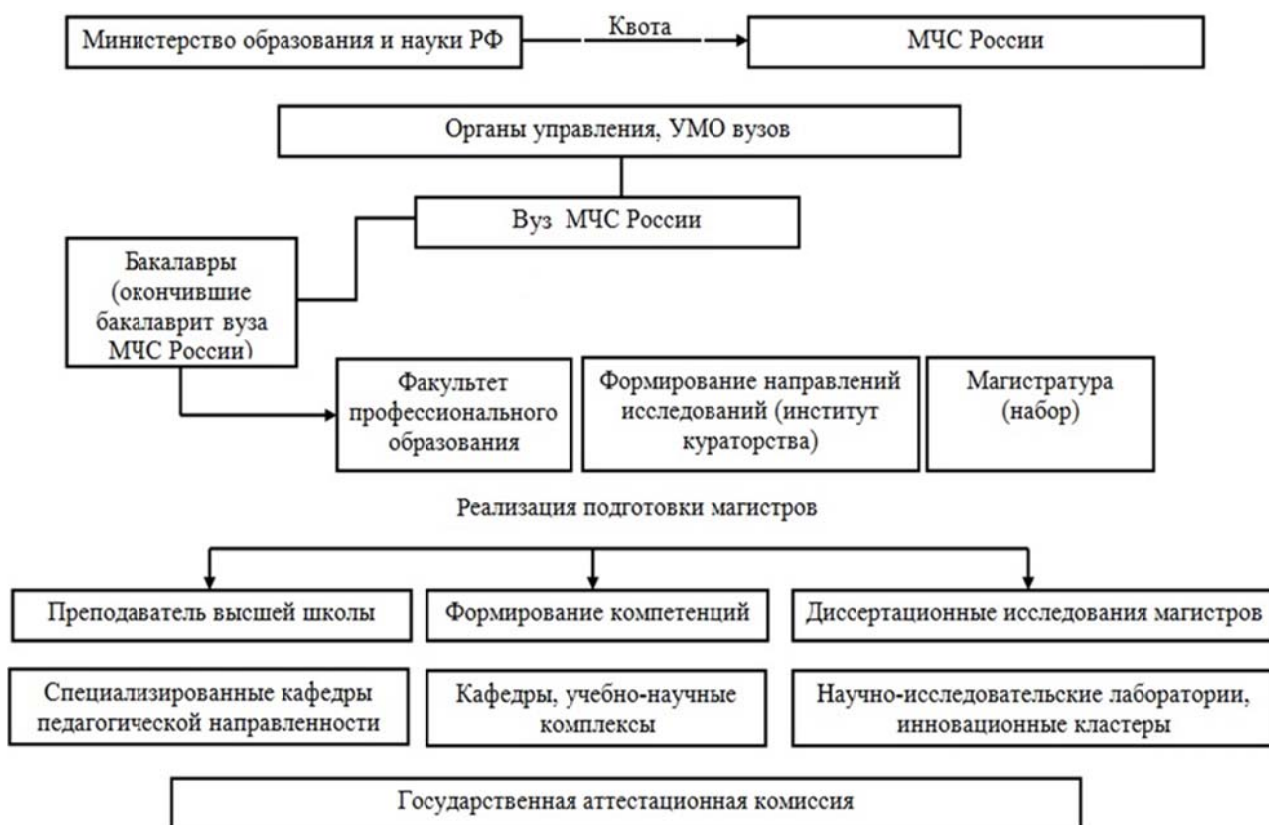 Министерство образования и науки РФ
Квота
МЧС России
Органы управления, УМО вузов
Вуз МЧС России
Бакалавры
(окончившие
бакалаврит вуза
МЧС России)
Факультет
профессионального
образования
Формирование направлений
исследований (институт
кураторства)
Магистратура
(набор)
Реализация подготовки магистров
Преподаватель высшей школы
Формирование компетенций
Диссертационные исследования магистров
Специализированные кафедры
педагогической направленности
Кафедры, учебно-научные
комплексы
Научно-исследовательские лаборатории,
инновационные кластеры
Государственная аттестационная комиссия